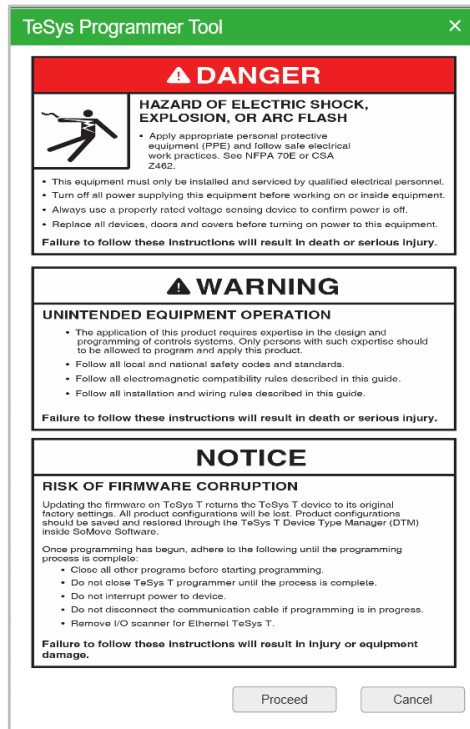 TeSys Programmer Tool
×
DANGER
HAZARD OF ELECTRIC SHOCK,
EXPLOSION, OR ARC FLASH
• Apply appropriate personal protective
equipment (PPE) and follow safe electrical
work practices. See NFPA 70E or CSA
Z462.
• This equipment must only be installed and serviced by qualified electrical personnel.
• Turn off all power supplying this equipment before working on or inside equipment.
• Always use a properly rated voltage sensing device to confirm power is off.
• Replace all devices, doors and covers before turning on power to this equipment.
Failure to follow these instructions will result in death or serious injury.
WARNING
UNINTENDED EQUIPMENT OPERATION
• The application of this product requires expertise in the design and
programming of controls systems. Only persons with such expertise should
to be allowed to program and apply this product.
• Follow all local and national safety codes and standards.
• Follow all electromagnetic compatibility rules described in this guide.
• Follow all installation and wiring rules described in this guide.
Failure to follow these instructions will result in death or serious injury.
NOTICE
RISK OF FIRMWARE CORRUPTION
Updating the firmware on TeSys T returns the TeSys T device to its original
factory settings. All product configurations will be lost. Product configurations
should be saved and restored through the TeSys T Device Type Manager (DTM)
inside SoMove Software.
Once programming has begun, adhere to the following until the programming
process is complete:
• Close all other programs before starting programming.
• Do not close TeSys T programmer until the process is complete.
• Do not interrupt power to device.
• Do not disconnect the communication cable if programming is in progress.
• Remove I/O scanner for Ethernet TeSys T.
Failure to follow these instructions will result in injury or equipment
damage.
Proceed
Cancel